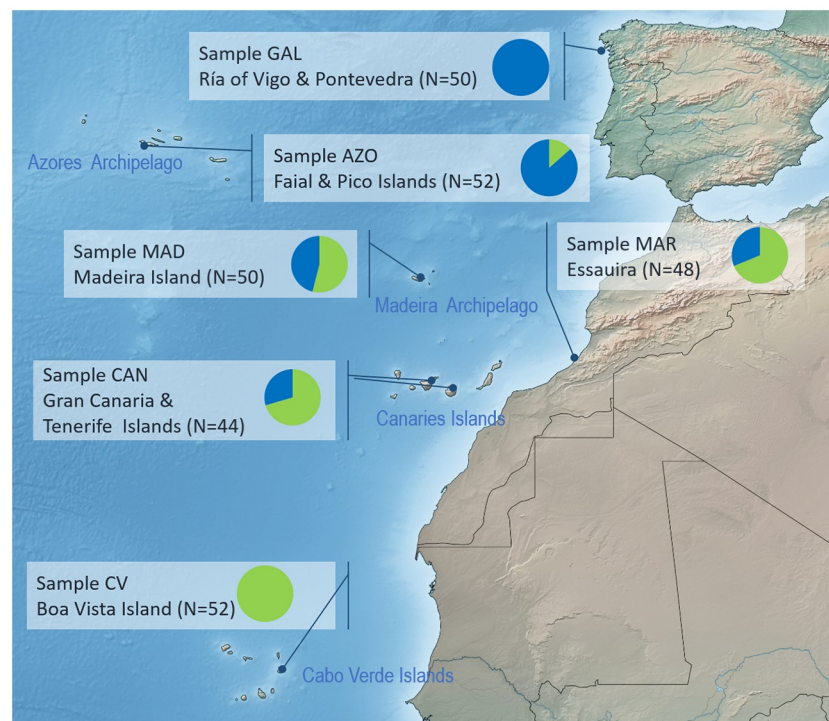 Sample GAL
Ría of Vigo & Pontevedra (N=50)
Azores Archipelago
Sample AZO
Faial & Pico Islands (N=52)
Sample MAD
Madeira Island (N=50)
Sample MAR
Essauira (N=48)
Madeira Archipelago
Sample CAN
Gran Canaria &
Tenerife Islands (N=44)
Canaries Islands
Sample CV
Boa Vista Island (N=52)
Cabo Verde Islands